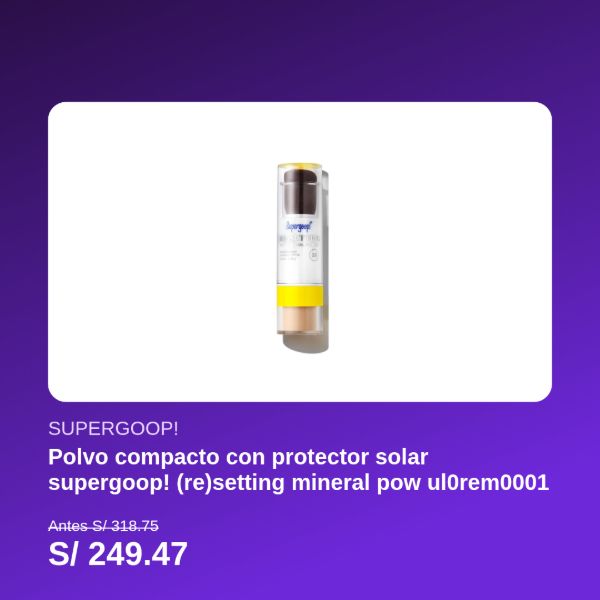 Supergoop!
SUPERGOOP!
Polvo compacto con protector solar
supergoop! (re)setting mineral pow ul0rem0001
Antes S/ 318.75
S/ 249.47